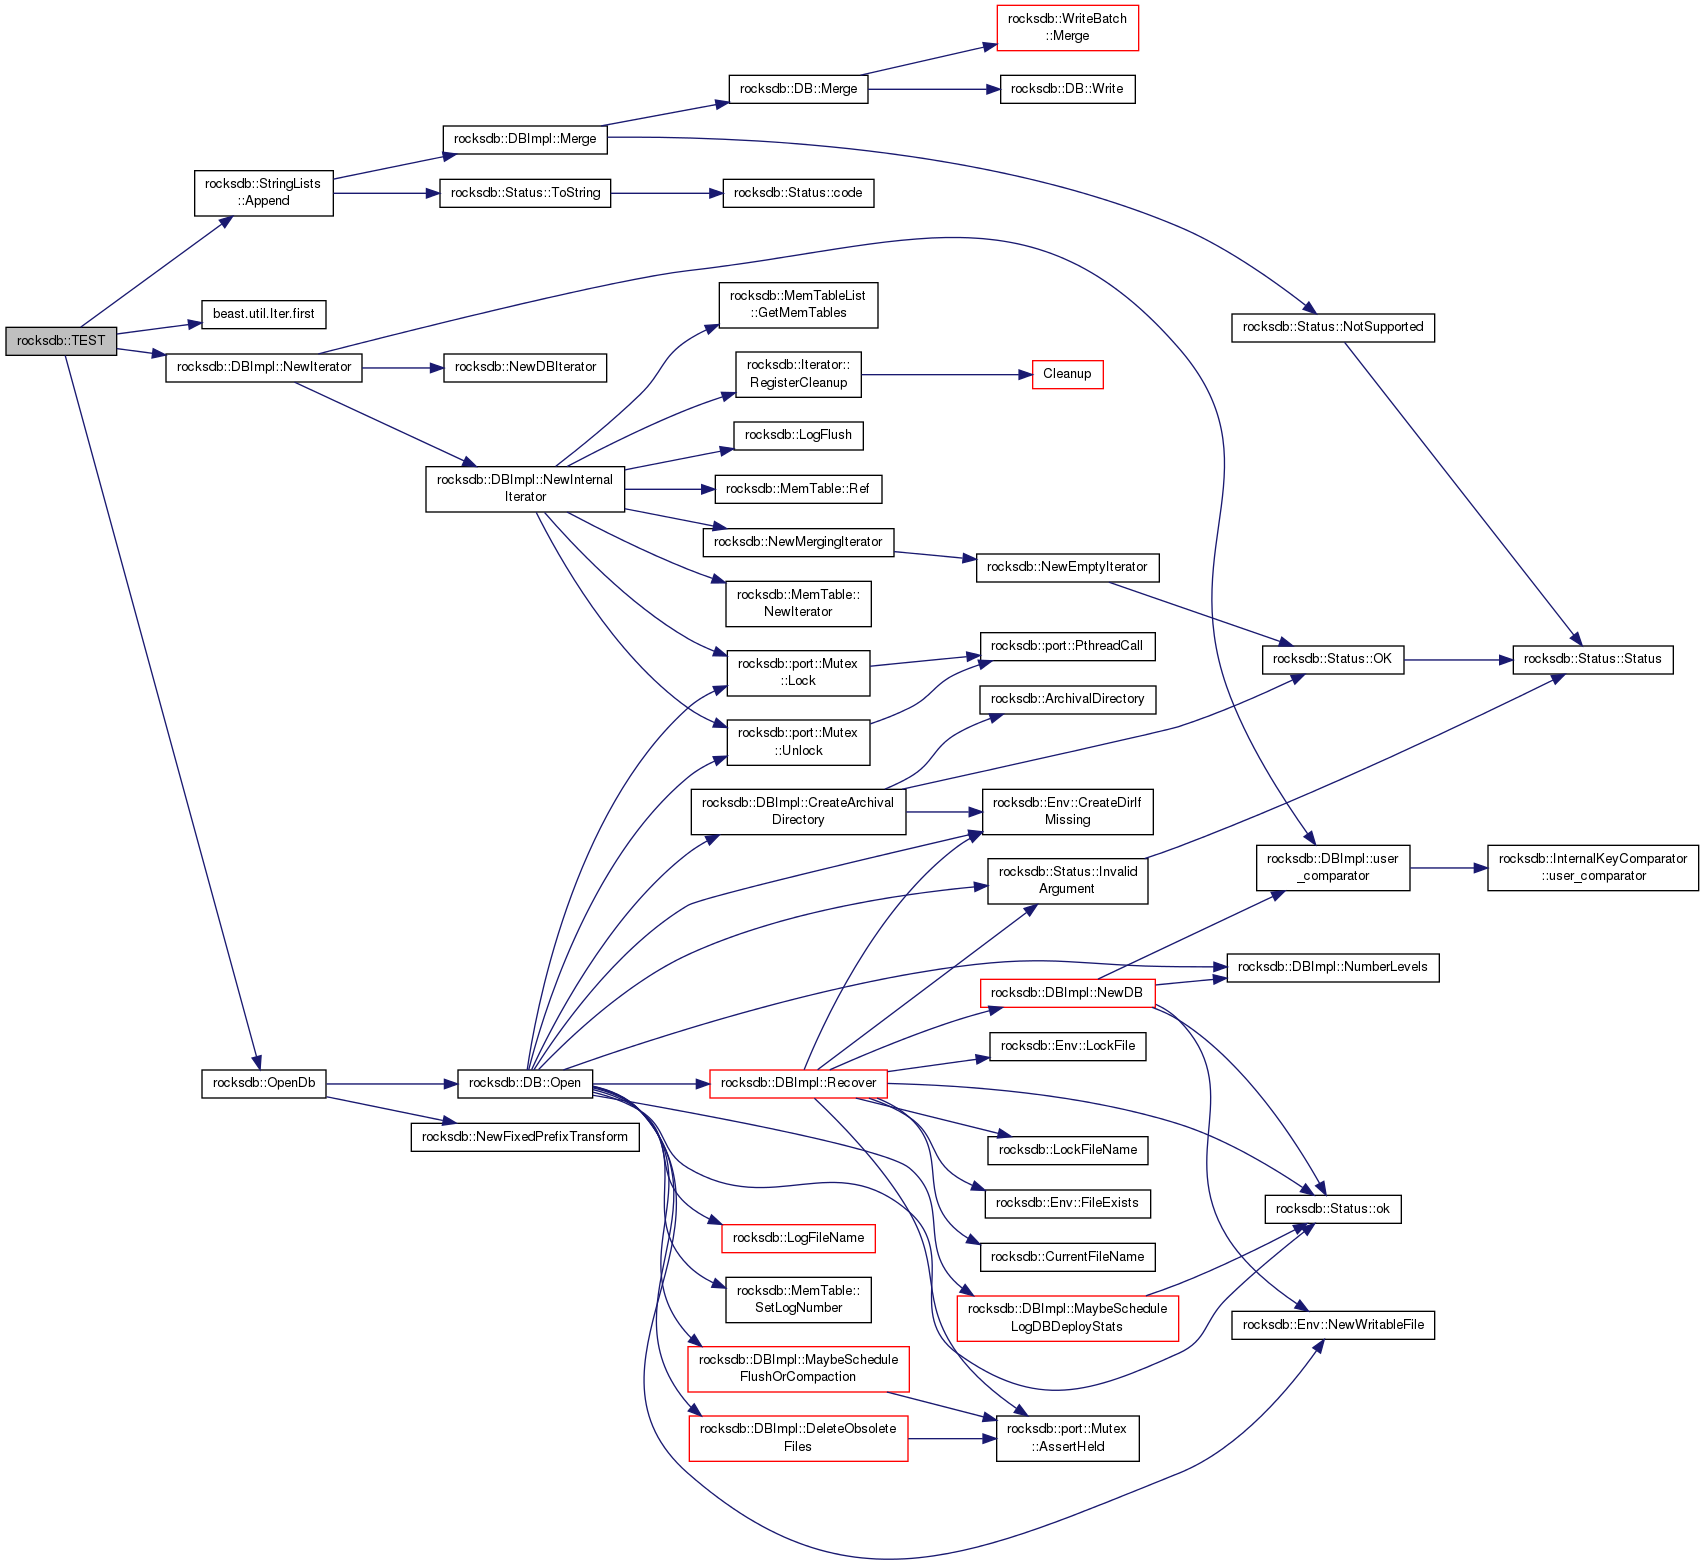 rocksdb::WriteBatch
::Merge
rocksdb::DB::Merge
rocksdb::DB::Write
rocksdb::DBImpl::Merge
rocksdb::StringLists
::Append
rocksdb::Status::ToString
rocksdb::Status::code
rocksdb::MemTableList
::GetMemTables
beast.util.Iter.first
rocksdb::Status::NotSupported
rocksdb::TEST
rocksdb::DBImpl::NewIterator
rocksdb::NewDBIterator
rocksdb::Iterator::
RegisterCleanup
Cleanup
rocksdb::LogFlush
rocksdb::DBImpl::NewInternal
Iterator
rocksdb::MemTable::Ref
rocksdb::NewMergingIterator
rocksdb::NewEmptyIterator
rocksdb::MemTable::
NewIterator
rocksdb::port::PthreadCall
rocksdb::port::Mutex
::Lock
rocksdb::Status::OK
rocksdb::Status::Status
rocksdb::ArchivalDirectory
rocksdb::port::Mutex
::Unlock
rocksdb::DBImpl::CreateArchival
Directory
rocksdb::Env::CreateDirIf
Missing
rocksdb::Status::Invalid
Argument
rocksdb::DBImpl::user
_comparator
rocksdb::InternalKeyComparator
::user_comparator
rocksdb::DBImpl::NumberLevels
rocksdb::DBImpl::NewDB
rocksdb::Env::LockFile
rocksdb::OpenDb
rocksdb::DB::Open
rocksdb::DBImpl::Recover
rocksdb::NewFixedPrefixTransform
rocksdb::LockFileName
rocksdb::Env::FileExists
rocksdb::Status::ok
rocksdb::LogFileName
rocksdb::CurrentFileName
rocksdb::MemTable::
SetLogNumber
rocksdb::DBImpl::MaybeSchedule
LogDBDeployStats
rocksdb::Env::NewWritableFile
rocksdb::DBImpl::MaybeSchedule
FlushOrCompaction
rocksdb::DBImpl::DeleteObsolete
Files
rocksdb::port::Mutex
::AssertHeld